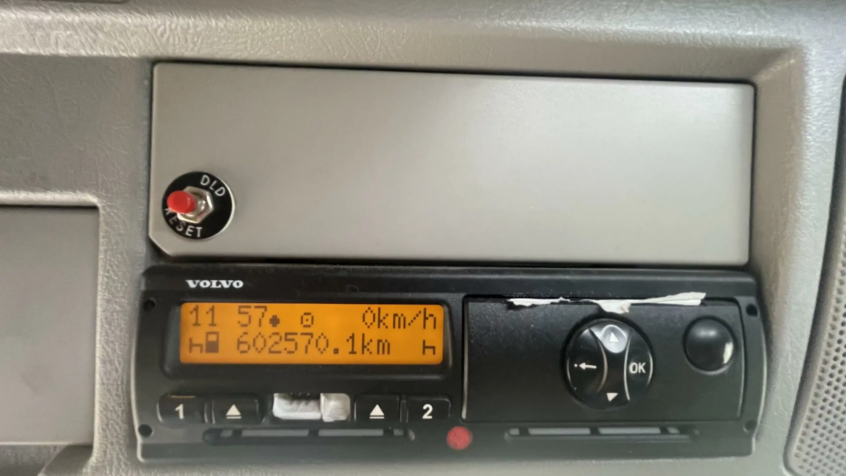 DLD
RESET
VOLVO
11 57 0km/h
602570.1km
1 2
OK